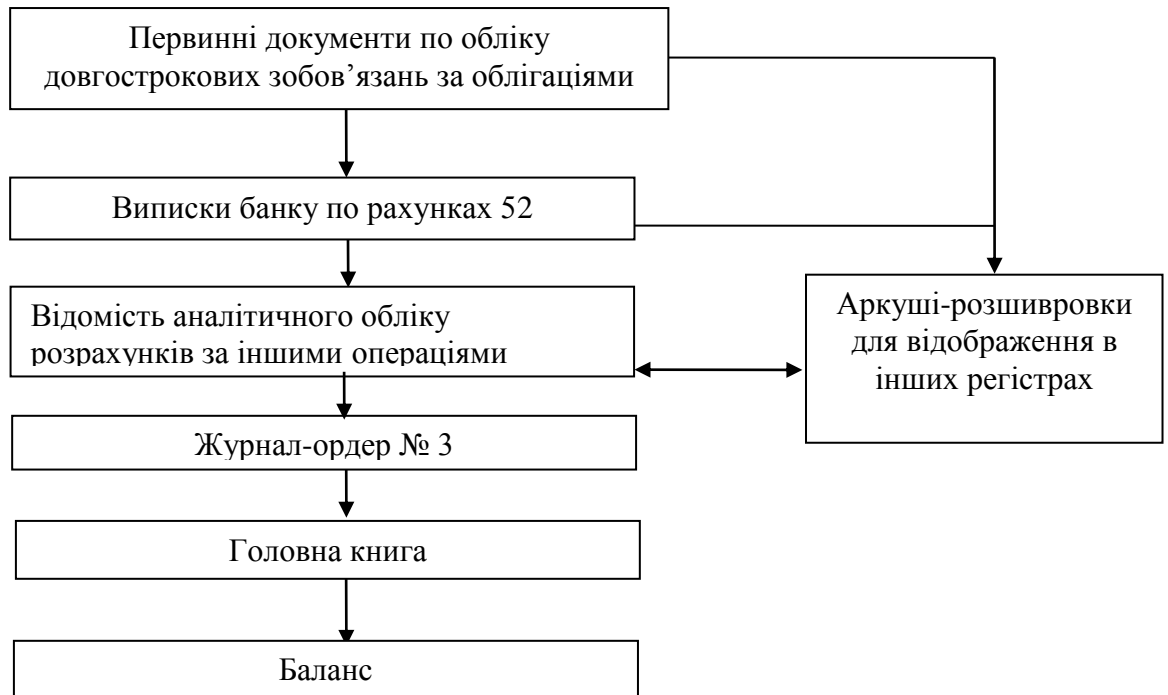 Первинні документи по обліку
довгострокових зобов’язань за облігаціями
Виписки банку по рахунках 52
Відомість аналітичного обліку
розрахунків за іншими операціями
Аркуші-розшивровки
для відображення в
інших регістрах
Журнал-ордер № 3
Головна книга
Баланс